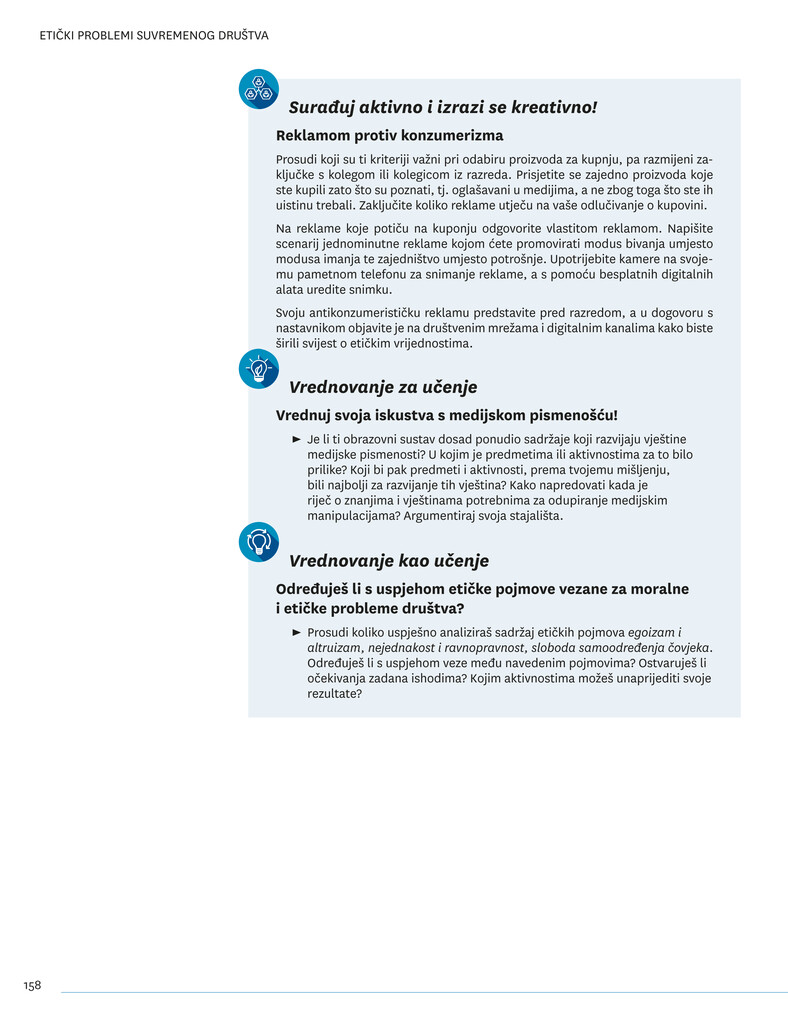 ETIČKI PROBLEMI SUVREMENOG DRUŠTVA
Surađuj aktivno i izrazi se kreativno!
Reklamom protiv konzumerizma
Prosudi koji su ti kriteriji važni pri odabiru proizvoda za kupnju, pa razmijeni za-
ključke s kolegom ili kolegicom iz razreda. Prisjetite se zajedno proizvoda koje
ste kupili zato što su poznati, tj. oglašavani u medijima, a ne zbog toga što ste ih
uistinu trebali. Zaključite koliko reklame utječu na vaše odlučivanje o kupovini.
Na reklame koje potiču na kuponju odgovorite vlastitom reklamom. Napišite
scenarij jednominutne reklame kojom ćete promovirati modus bivanja umjesto
modusa imanja te zajedništvo umjesto potrošnje. Upotrijebite kamere na svoje-
mu pametnom telefonu za snimanje reklame, a s pomoću besplatnih digitalnih
alata uredite snimku.
Svoju antikonzumerističku reklamu predstavite pred razredom, a u dogovoru s
nastavnikom objavite je na društvenim mrežama i digitalnim kanalima kako biste
širili svijest o etičkim vrijednostima.
Vrednovanje za učenje
Vrednuj svoja iskustva s medijskom pismenošću!
► Je li ti obrazovni sustav dosad ponudio sadržaje koji razvijaju vještine
medijske pismenosti? U kojim je predmetima ili aktivnostima za to bilo
prilike? Koji bi pak predmeti i aktivnosti, prema tvojemu mišljenju,
bili najbolji za razvijanje tih vještina? Kako napredovati kada je
riječ o znanjima i vještinama potrebnima za odupiranje medijskim
manipulacijama? Argumentiraj svoja stajališta.
Vrednovanje kao učenje
Određuješ li s uspjehom etičke pojmove vezane za moralne
i etičke probleme društva?
► Prosudi koliko uspješno analiziraš sadržaj etičkih pojmova egoizam i
altruizam, nejednakost i ravnopravnost, sloboda samoodređenja čovjeka.
Određuješ li s uspjehom veze među navedenim pojmovima? Ostvaruješ li
očekivanja zadana ishodima? Kojim aktivnostima možeš unaprijediti svoje
rezultate?
158